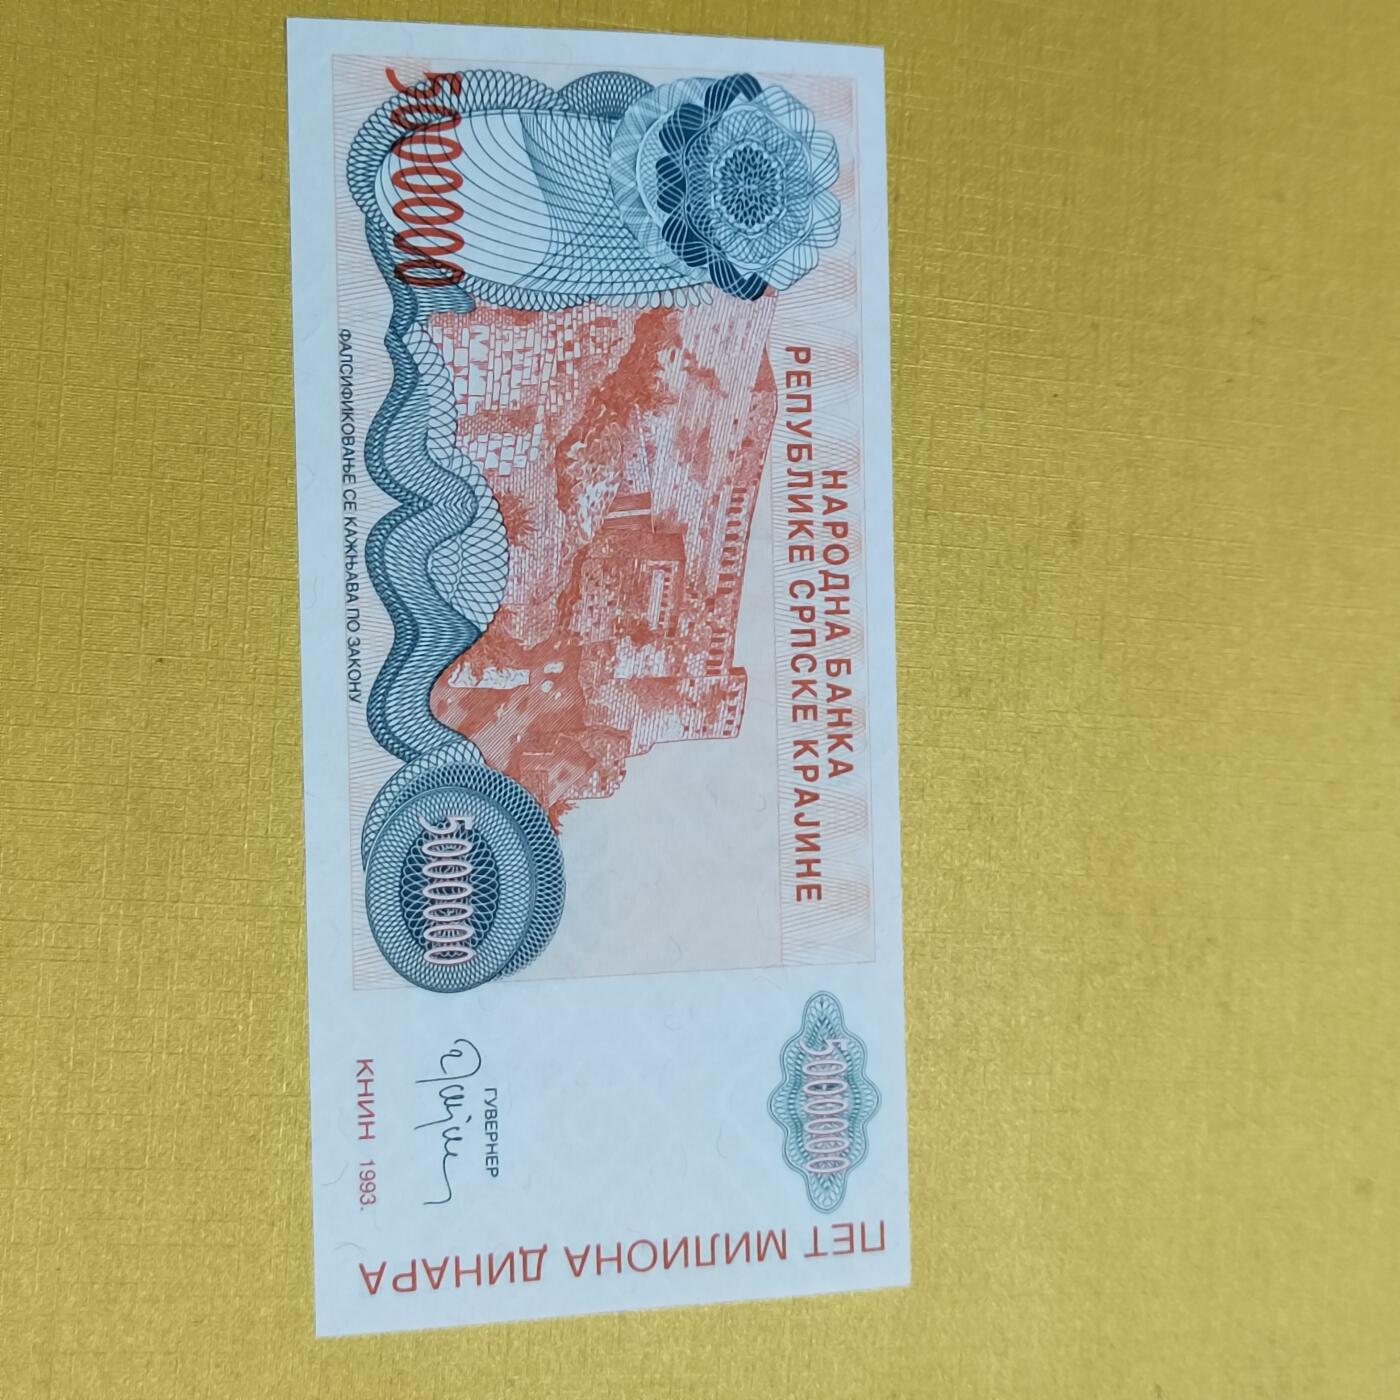 НАРОДНА БАНКА
РЕПУБЛИКЕ СРПСКЕ КРАЈИНЕ
5000000
5000000
5000000
ФАЛСИФИКОВАЊЕ СЕ КАЖЊАВА ПО ЗАКОНУ
ГУВЕРНЕР
КНИН 1993.
ПЕТ МИЛИОНА ДИНАРА